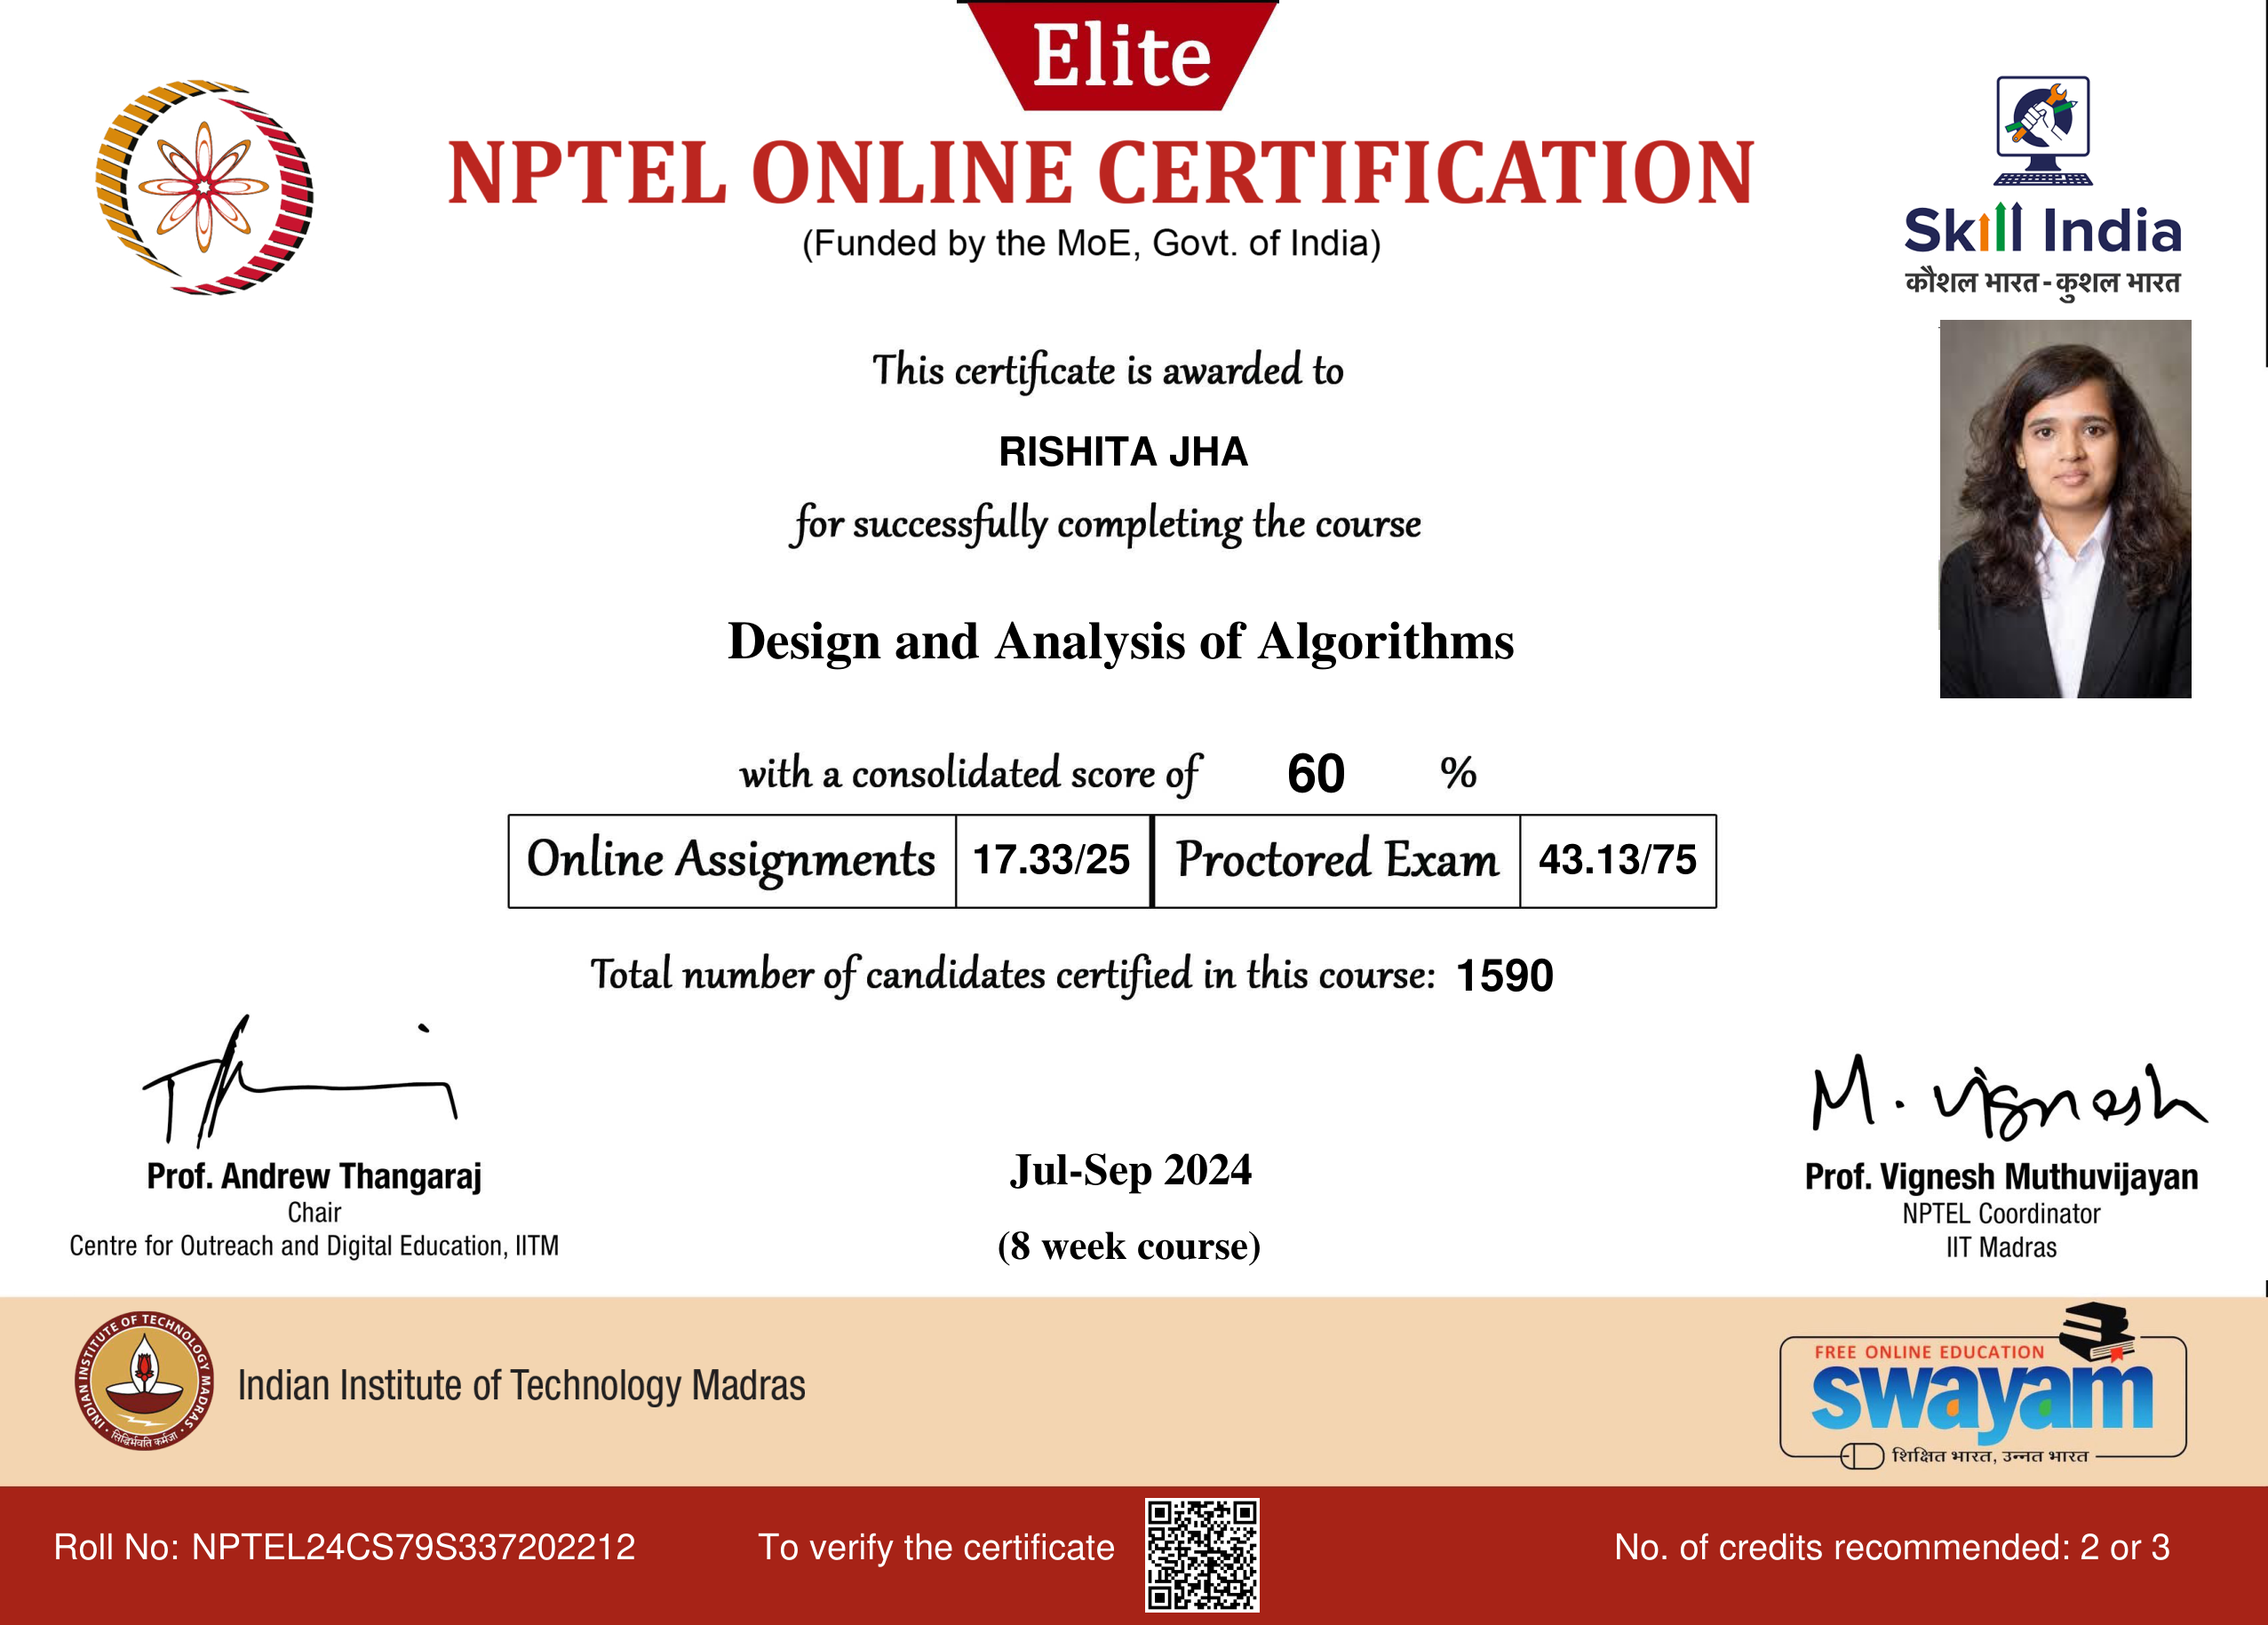 Elite
NPTEL ONLINE CERTIFICATION
(Funded by the MoE, Govt. of India)
Skill India
कौशल भारत - कुशल भारत
This certificate is awarded to
RISHITA JHA
for successfully completing the course
Design and Analysis of Algorithms
with a consolidated score of 60 %
Online Assignments 17.33/25 Proctored Exam 43.13/75
Total number of candidates certified in this course: 1590
M. Vignesh
Prof. Andrew Thangaraj
Chair
Centre for Outreach and Digital Education, IITM
Jul-Sep 2024
(8 week course)
Prof. Vignesh Muthuvijayan
NPTEL Coordinator
IIT Madras
INDIAN INSTITUTE OF TECHNOLOGY MADRAS
सिद्धिर्भवति कर्मजा
Indian Institute of Technology Madras
FREE ONLINE EDUCATION
swayam
शिक्षित भारत, उन्नत भारत
Roll No: NPTEL24CS79S337202212
To verify the certificate
No. of credits recommended: 2 or 3